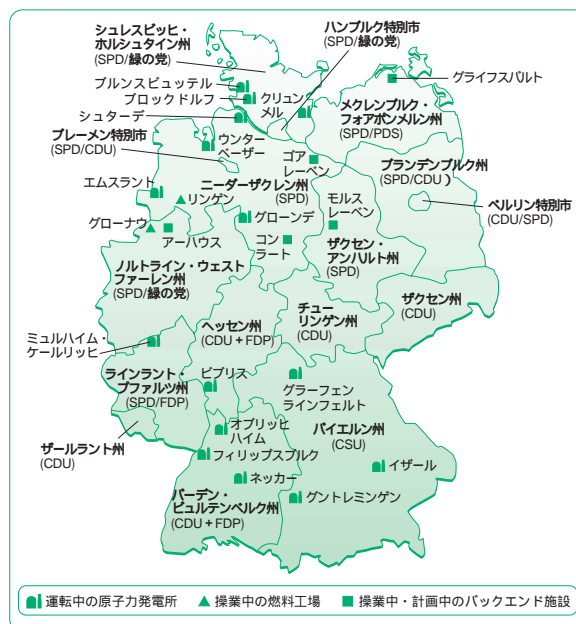 シュレスビッヒ・
ホルシュタイン州
(SPD/緑の党)
ハンブルク特別市
(SPD/緑の党)
グライフスバルト
ブルンスビュッテル
ブロックドルフ
クリュン
メル
シュターデ
メクレンブルク・
フォアポンメルン州
(SPD/PDS)
ブレーメン特別市
(SPD/CDU)
ウンター
ベーザー
ゴア
レーベン
ブランデンブルク州
(SPD/CDU)
エムスラント
ニーダーザクレン州
(SPD)
リンゲン
モルス
レーベン
ベルリン特別市
(CDU/SPD)
グローナウ
アーハウス
グローンデ
コン
ラート
ザクセン・
アンハルト州
(SPD)
ノルトライン・ウェスト
ファーレン州
(SPD/緑の党)
ザクセン州
(CDU)
チュー
リンゲン州
(CDU)
ヘッセン州
(CDU + FDP)
ミュルハイム・
ケールリッヒ
ラインラント・
プファルツ州
(SPD/FDP)
ビブリス
グラーフェン
ラインフェルト
オブリッヒ
ハイム
バイエルン州
(CSU)
ザールラント州
(CDU)
フィリップスブルク
イザール
ネッカー
グントレミンゲン
バーデン・
ビュルテンベルク州
(CDU + FDP)
運転中の原子力発電所 操業中の燃料工場 操業中・計画中のバックエンド施設